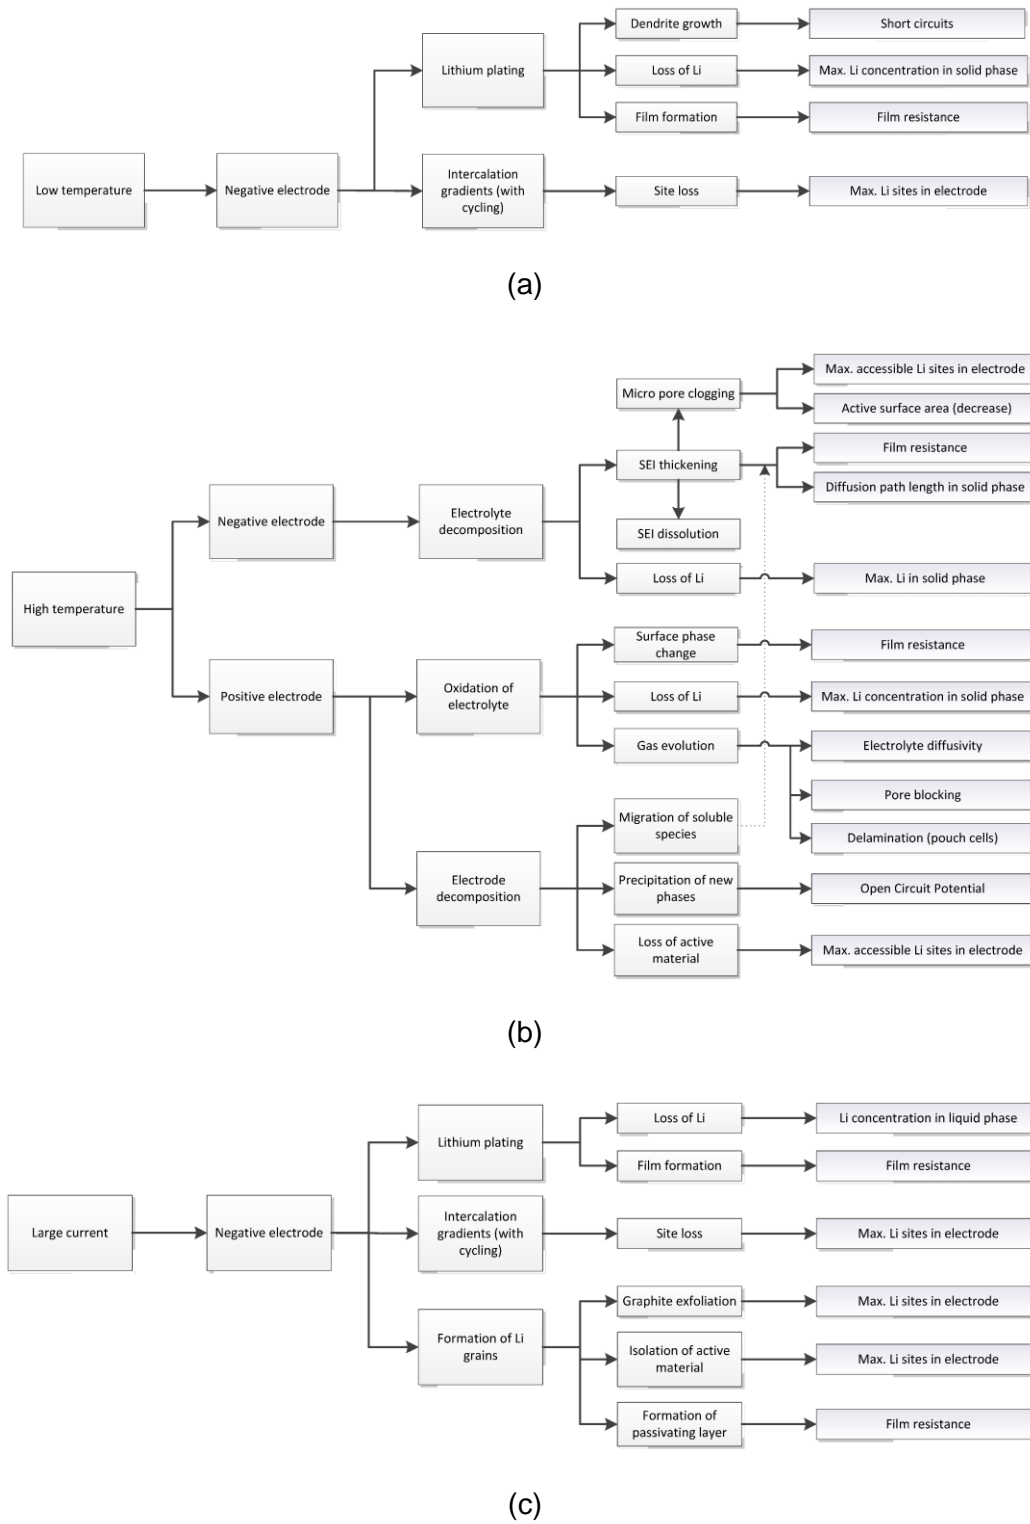 Dendrite growth
Short circuits
Lithium plating
Loss of Li
Max. Li concentration in solid phase
Film formation
Film resistance
Low temperature
Negative electrode
Intercalation
gradients (with
cycling)
Site loss
Max. Li sites in electrode
(a)
Micro pore clogging
Max. accessible Li sites in electrode
Active surface area (decrease)
SEI thickening
Film resistance
Diffusion path length in solid phase
Negative electrode
Electrolyte
decomposition
SEI dissolution
Loss of Li
Max. Li in solid phase
High temperature
Surface phase
change
Film resistance
Positive electrode
Oxidation of
electrolyte
Loss of Li
Max. Li concentration in solid phase
Gas evolution
Electrolyte diffusivity
Pore blocking
Delamination (pouch cells)
Migration of soluble
species
Electrode
decomposition
Precipitation of new
phases
Open Circuit Potential
Loss of active
material
Max. accessible Li sites in electrode
(b)
Lithium plating
Loss of Li
Li concentration in liquid phase
Film formation
Film resistance
Large current
Negative electrode
Intercalation
gradients (with
cycling)
Site loss
Max. Li sites in electrode
Formation of Li
grains
Graphite exfoliation
Max. Li sites in electrode
Isolation of active
material
Max. Li sites in electrode
Formation of
passivating layer
Film resistance
(c)